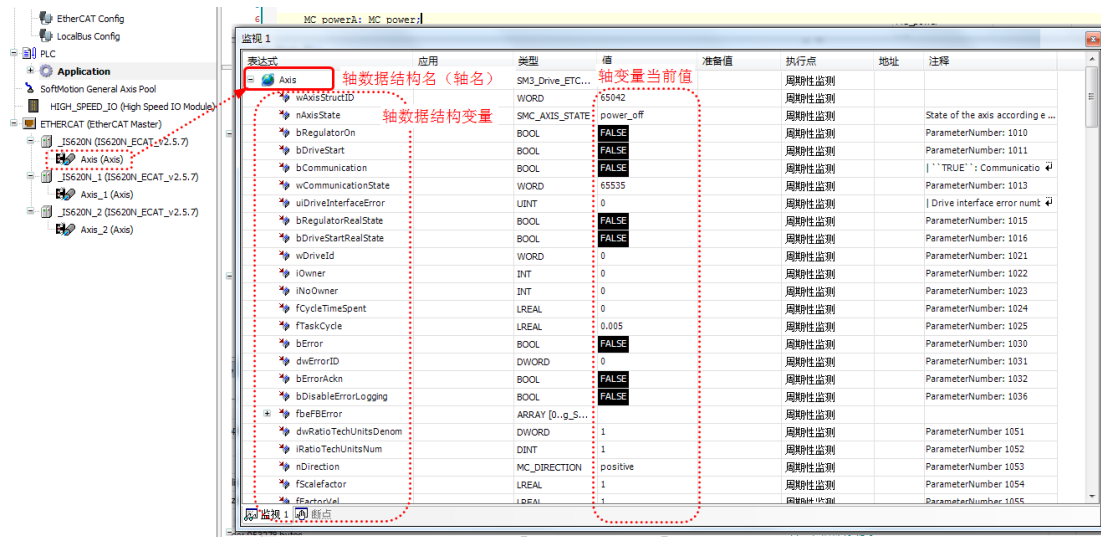 EtherCAT Config
LocalBus Config
PLC
Application
SoftMotion General Axis Pool
HIGH_SPEED_IO (High Speed IO Module)
ETHERCAT (EtherCAT Master)
_IS620N (IS620N_ECAT_v2.5.7)
Axis (Axis)
_IS620N_1 (IS620N_ECAT_v2.5.7)
Axis_1 (Axis)
_IS620N_2 (IS620N_ECAT_v2.5.7)
Axis_2 (Axis)
6 MC_powerA: MC_power;
监视 1
表达式 应用 类型 值 准备值 执行点 地址 注释
Axis 轴数据结构名（轴名） SM3_Drive_ETC... 轴变量当前值 周期性监测
wAxisStructID WORD 65042 周期性监测
轴数据结构变量
nAxisState SMC_AXIS_STATE power_off 周期性监测 State of the axis according e ...
bRegulatorOn BOOL FALSE 周期性监测 ParameterNumber: 1010
bDriveStart BOOL FALSE 周期性监测 ParameterNumber: 1011
bCommunication BOOL FALSE 周期性监测 | ``TRUE``: Communicatio
wCommunicationState WORD 65535 周期性监测 ParameterNumber: 1013
uiDriveInterfaceError UINT 0 周期性监测 | Drive interface error numb
bRegulatorRealState BOOL FALSE 周期性监测 ParameterNumber: 1015
bDriveStartRealState BOOL FALSE 周期性监测 ParameterNumber: 1016
wDriveId WORD 0 周期性监测 ParameterNumber: 1021
iOwner INT 0 周期性监测 ParameterNumber: 1022
iNoOwner INT 0 周期性监测 ParameterNumber: 1023
fCycleTimeSpent LREAL 0 周期性监测 ParameterNumber: 1024
fTaskCycle LREAL 0.005 周期性监测 ParameterNumber: 1025
bError BOOL FALSE 周期性监测 ParameterNumber: 1030
dwErrorID DWORD 0 周期性监测 ParameterNumber: 1031
bErrorAckn BOOL FALSE 周期性监测 ParameterNumber: 1032
bDisableErrorLogging BOOL FALSE 周期性监测 ParameterNumber: 1036
fbeFBError ARRAY [0..g_S... 周期性监测
dwRatioTechUnitsDenom DWORD 1 周期性监测 ParameterNumber 1051
iRatioTechUnitsNum DINT 1 周期性监测 ParameterNumber 1052
nDirection MC_DIRECTION positive 周期性监测 ParameterNumber 1053
fScalefactor LREAL 1 周期性监测 ParameterNumber 1054
fFactorVel LREAL 1 周期性监测 ParameterNumber 1055
监视 1 断点